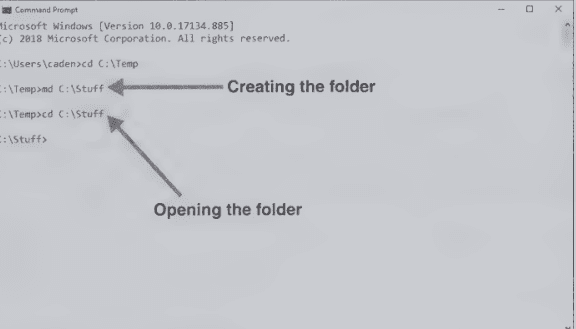 Command Prompt
Microsoft Windows [Version 10.0.17134.885]
(c) 2018 Microsoft Corporation. All rights reserved.
C:\Users\caden>cd C:\Temp
C:\Temp>md C:\Stuff
Creating the folder
C:\Temp>cd C:\Stuff
C:\Stuff>
Opening the folder